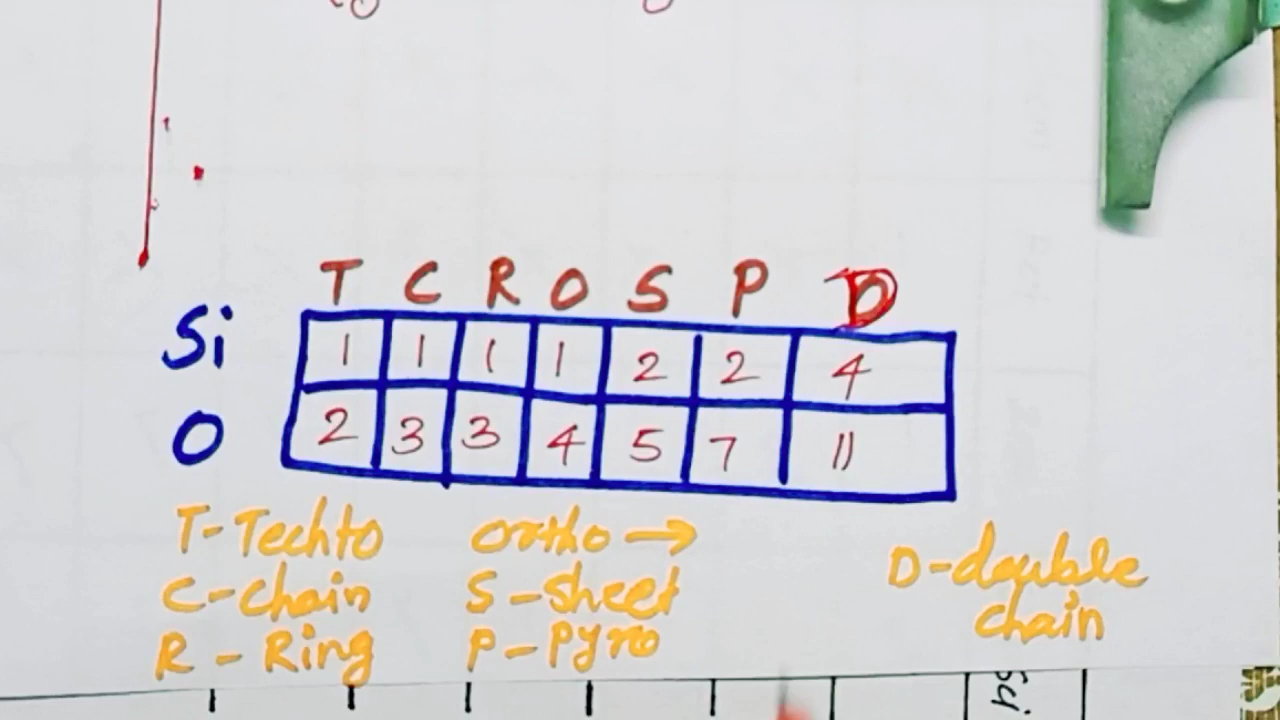 T C R O S P D
Si 1 1 1 1 2 2 4
O 2 3 3 4 5 7 11
T-Techto ortho →
C-chain S-sheet D-double
R-Ring P-Pyro chain